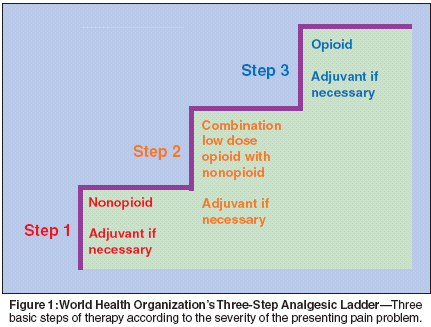 Step 3
Opioid
Adjuvant if
necessary
Step 2
Combination
low dose
opioid with
nonopioid
Adjuvant if
necessary
Step 1
Nonopioid
Adjuvant if
necessary
Figure 1:World Health Organization's Three-Step Analgesic Ladder—Three
basic steps of therapy according to the severity of the presenting pain problem.